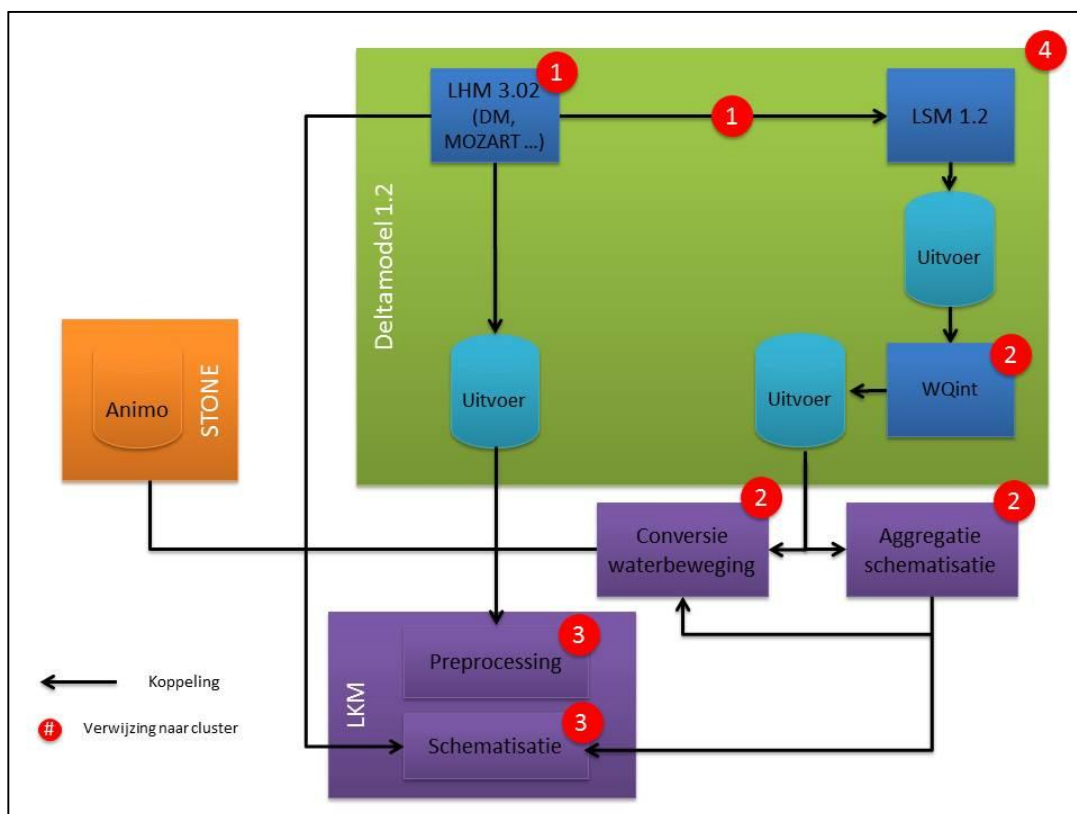 4
1
LHM 3.02
(DM,
MOZART ...)
1
LSM 1.2
Deltamodel 1.2
Uitvoer
2
WQint
Uitvoer
Uitvoer
Animo
STONE
2
Conversie
waterbeweging
2
Aggregatie
schematisatie
3
Preprocessing
LKM
3
Schematisatie
Koppeling
# Verwijzing naar cluster